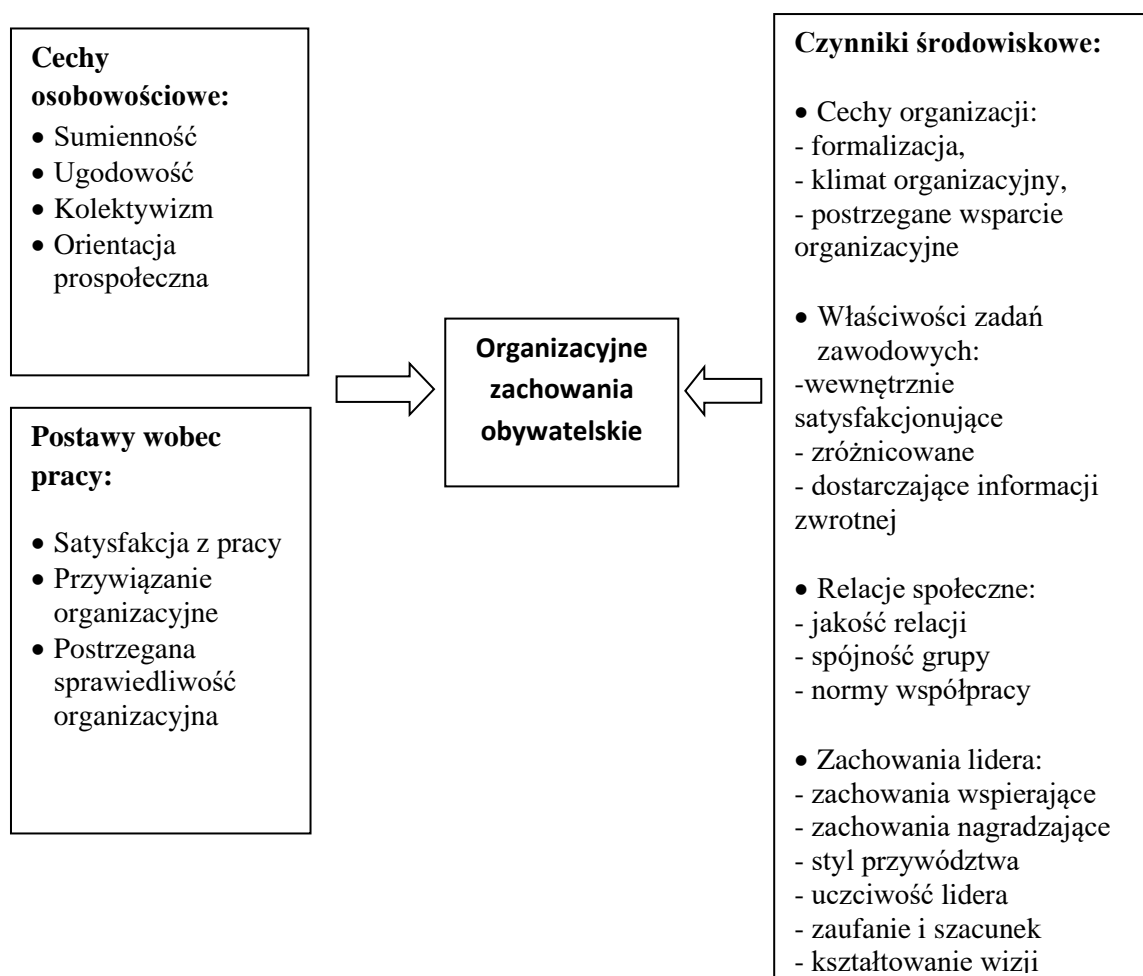 Cechy
osobowościowe:
• Sumienność
• Ugodowość
• Kolektywizm
• Orientacja
prospołeczna
Postawy wobec
pracy:
• Satysfakcja z pracy
• Przywiązanie
organizacyjne
• Postrzegana
sprawiedliwość
organizacyjna
Organizacyjne
zachowania
obywatelskie
Czynniki środowiskowe:
• Cechy organizacji:
- formalizacja,
- klimat organizacyjny,
- postrzegane wsparcie
organizacyjne
• Właściwości zadań
zawodowych:
-wewnętrznie
satysfakcjonujące
- zróżnicowane
- dostarczające informacji
zwrotnej
• Relacje społeczne:
- jakość relacji
- spójność grupy
- normy współpracy
• Zachowania lidera:
- zachowania wspierające
- zachowania nagradzające
- styl przywództwa
- uczciwość lidera
- zaufanie i szacunek
- kształtowanie wizji